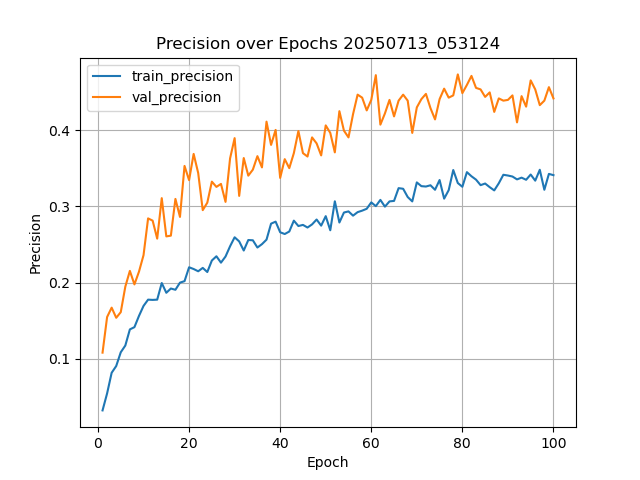 Precision over Epochs 20250713_053124
train_precision
val_precision
0.4
0.3
0.2
0.1
Precision
0
20
40
60
80
100
Epoch